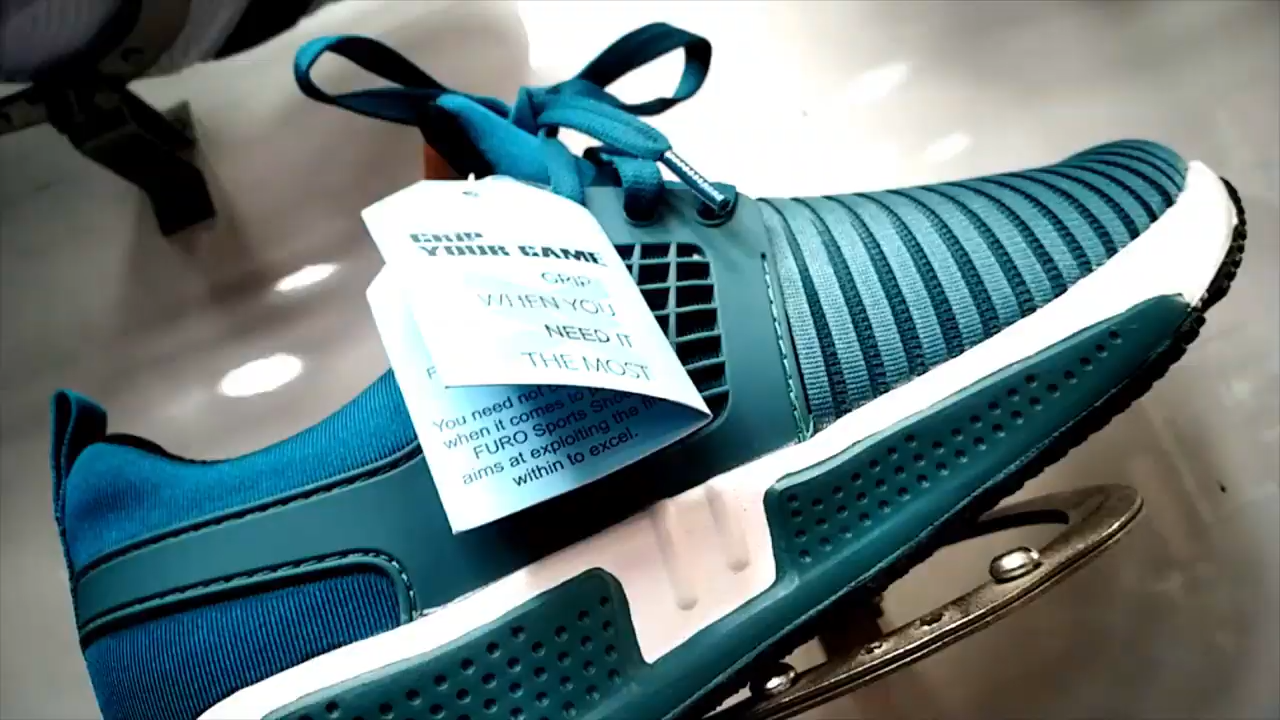 GRIP
YOUR GAME
GRIP
WHEN YOU
NEED IT
THE MOST
You need not
when it comes to
FURO Sports Shoe
aims at exploiting the
within to excel.